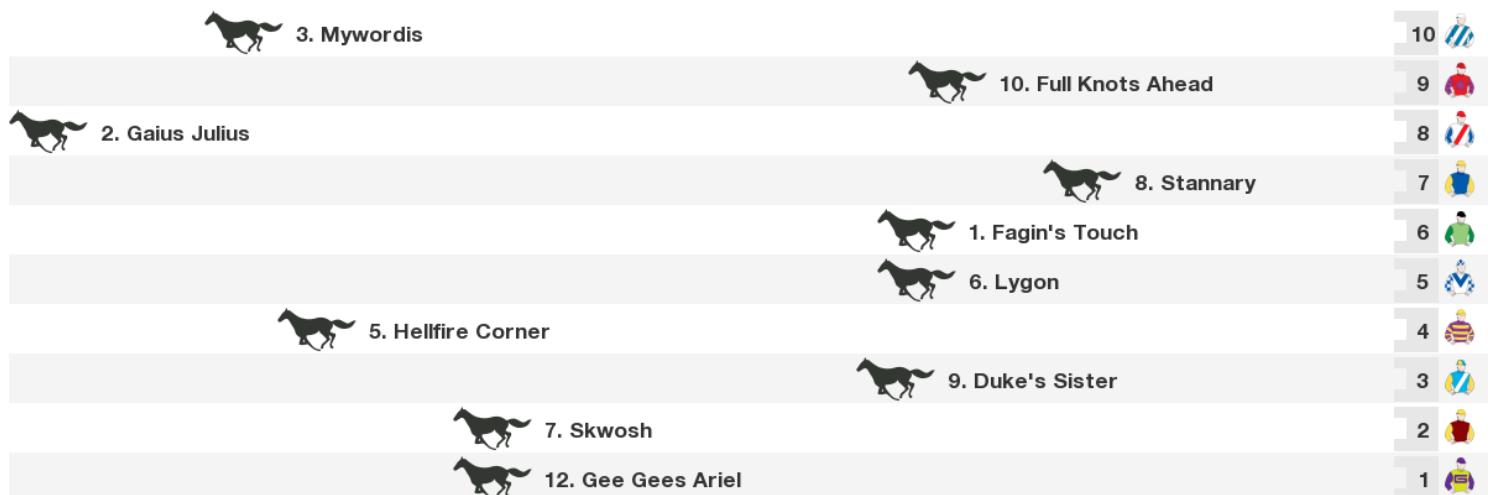 3. Mywordis 10
10. Full Knots Ahead 9
2. Gaius Julius 8
8. Stannary 7
1. Fagin's Touch 6
6. Lygon 5
5. Hellfire Corner 4
9. Duke's Sister 3
7. Skwosh 2
12. Gee Gees Ariel 1